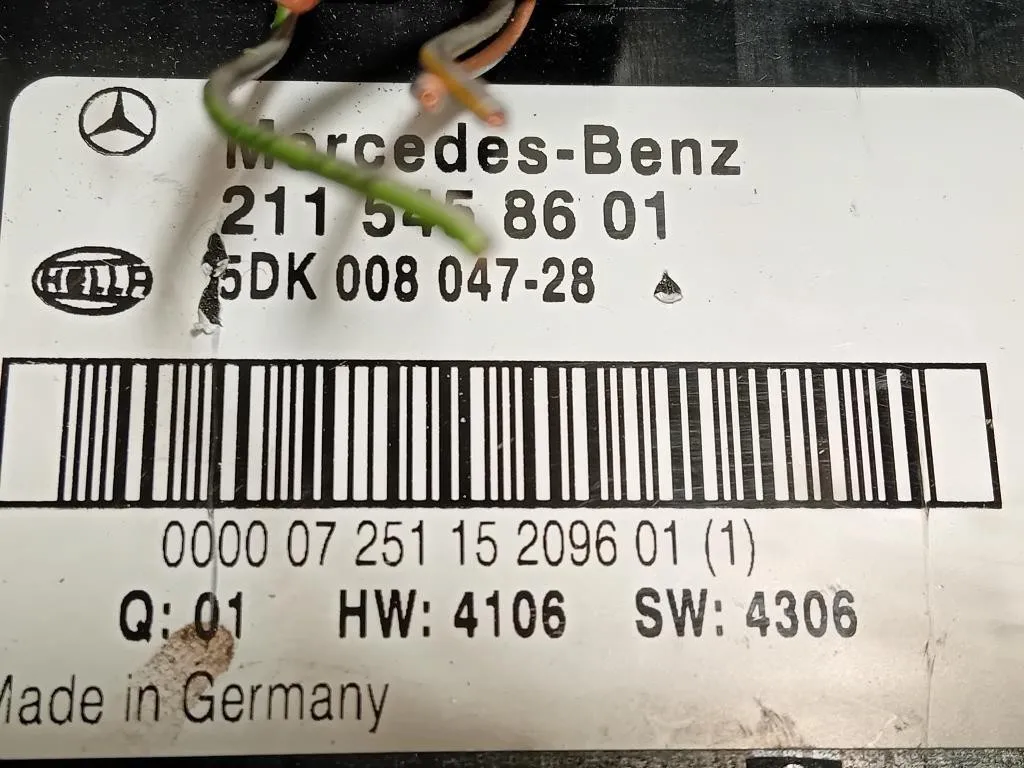 Mercedes-Benz
211 545 86 01
HELLA
5DK 008 047-28
0000 07 251 15 2096 01 (1)
Q: 01 HW: 4106 SW: 4306
Made in Germany